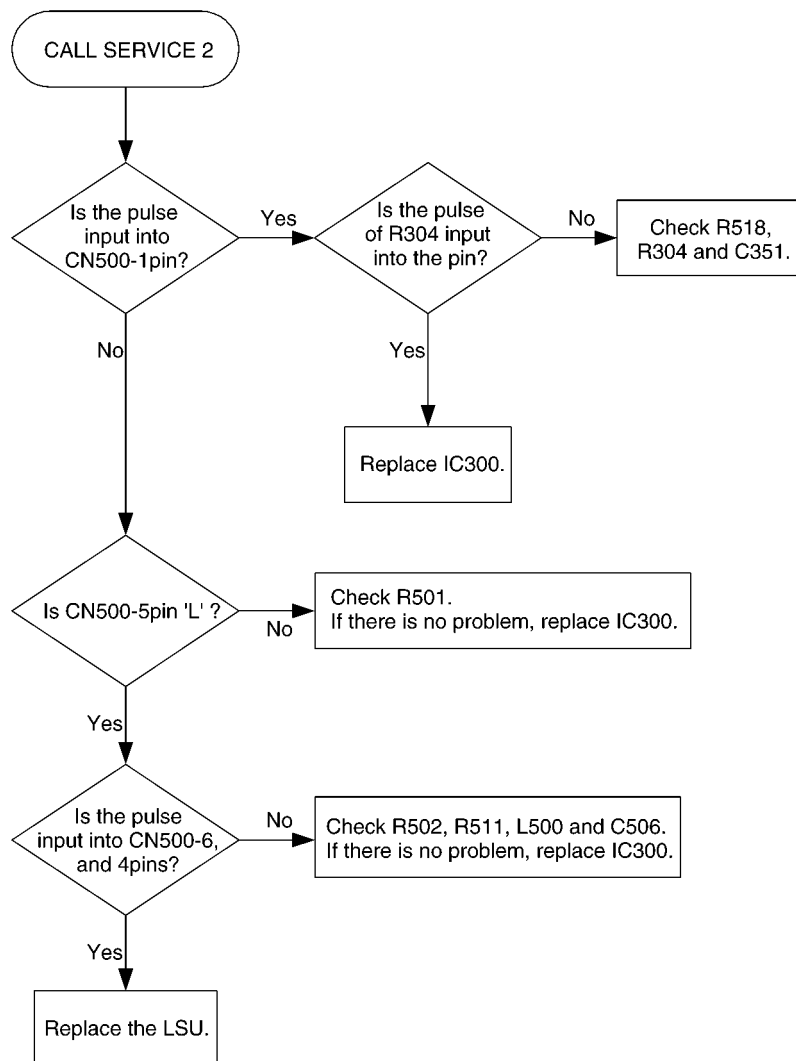 CALL SERVICE 2
Is the pulse
input into
CN500-1pin?
Yes
Is the pulse
of R304 input
into the pin?
No
Check R518,
R304 and C351.
No
Yes
Replace IC300.
Is CN500-5pin 'L' ?
No
Check R501.
If there is no problem, replace IC300.
Yes
Is the pulse
input into CN500-6,
and 4pins?
No
Check R502, R511, L500 and C506.
If there is no problem, replace IC300.
Yes
Replace the LSU.